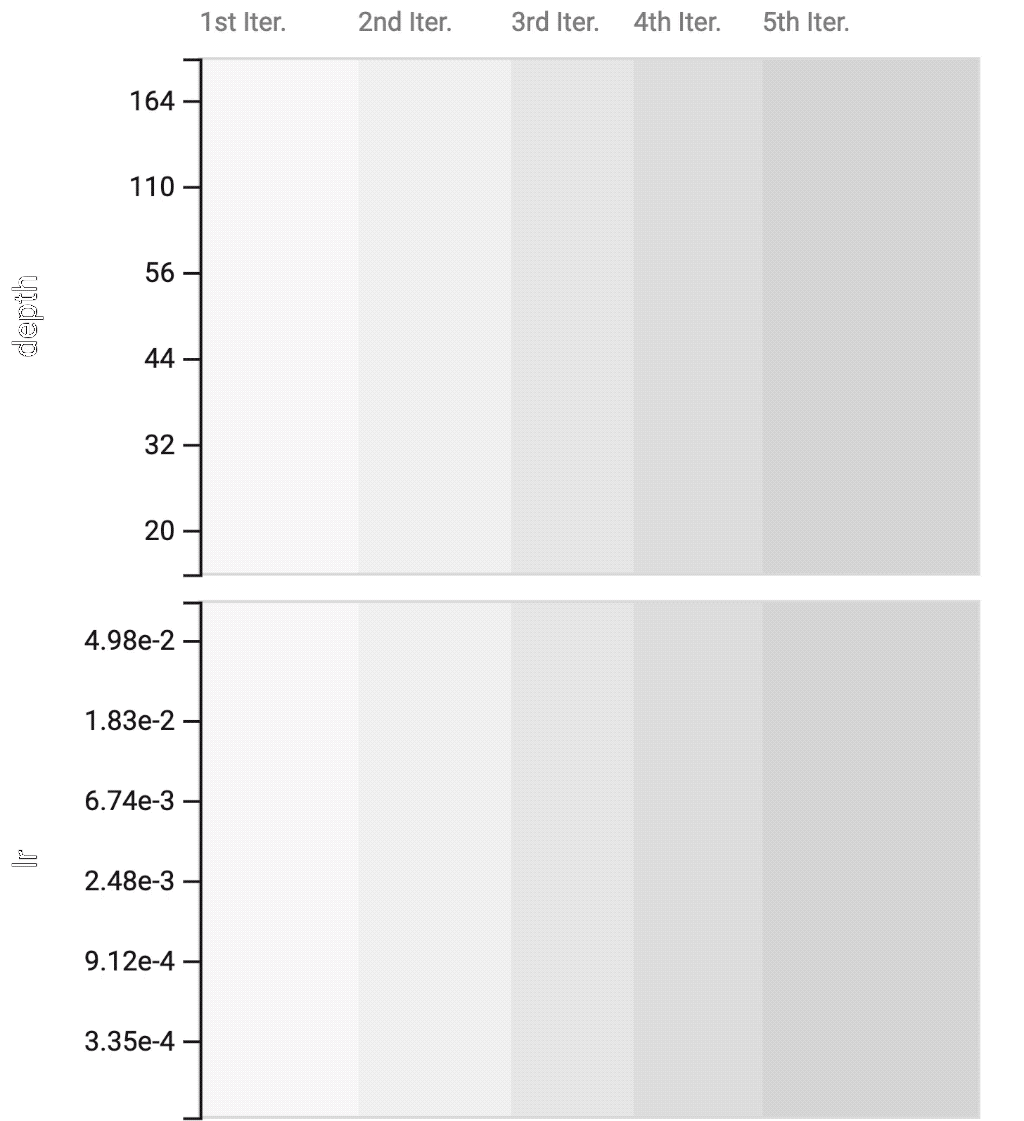 1st Iter. 2nd Iter. 3rd Iter. 4th Iter. 5th Iter.
depth
164
110
56
44
32
20
lr
4.98e-2
1.83e-2
6.74e-3
2.48e-3
9.12e-4
3.35e-4